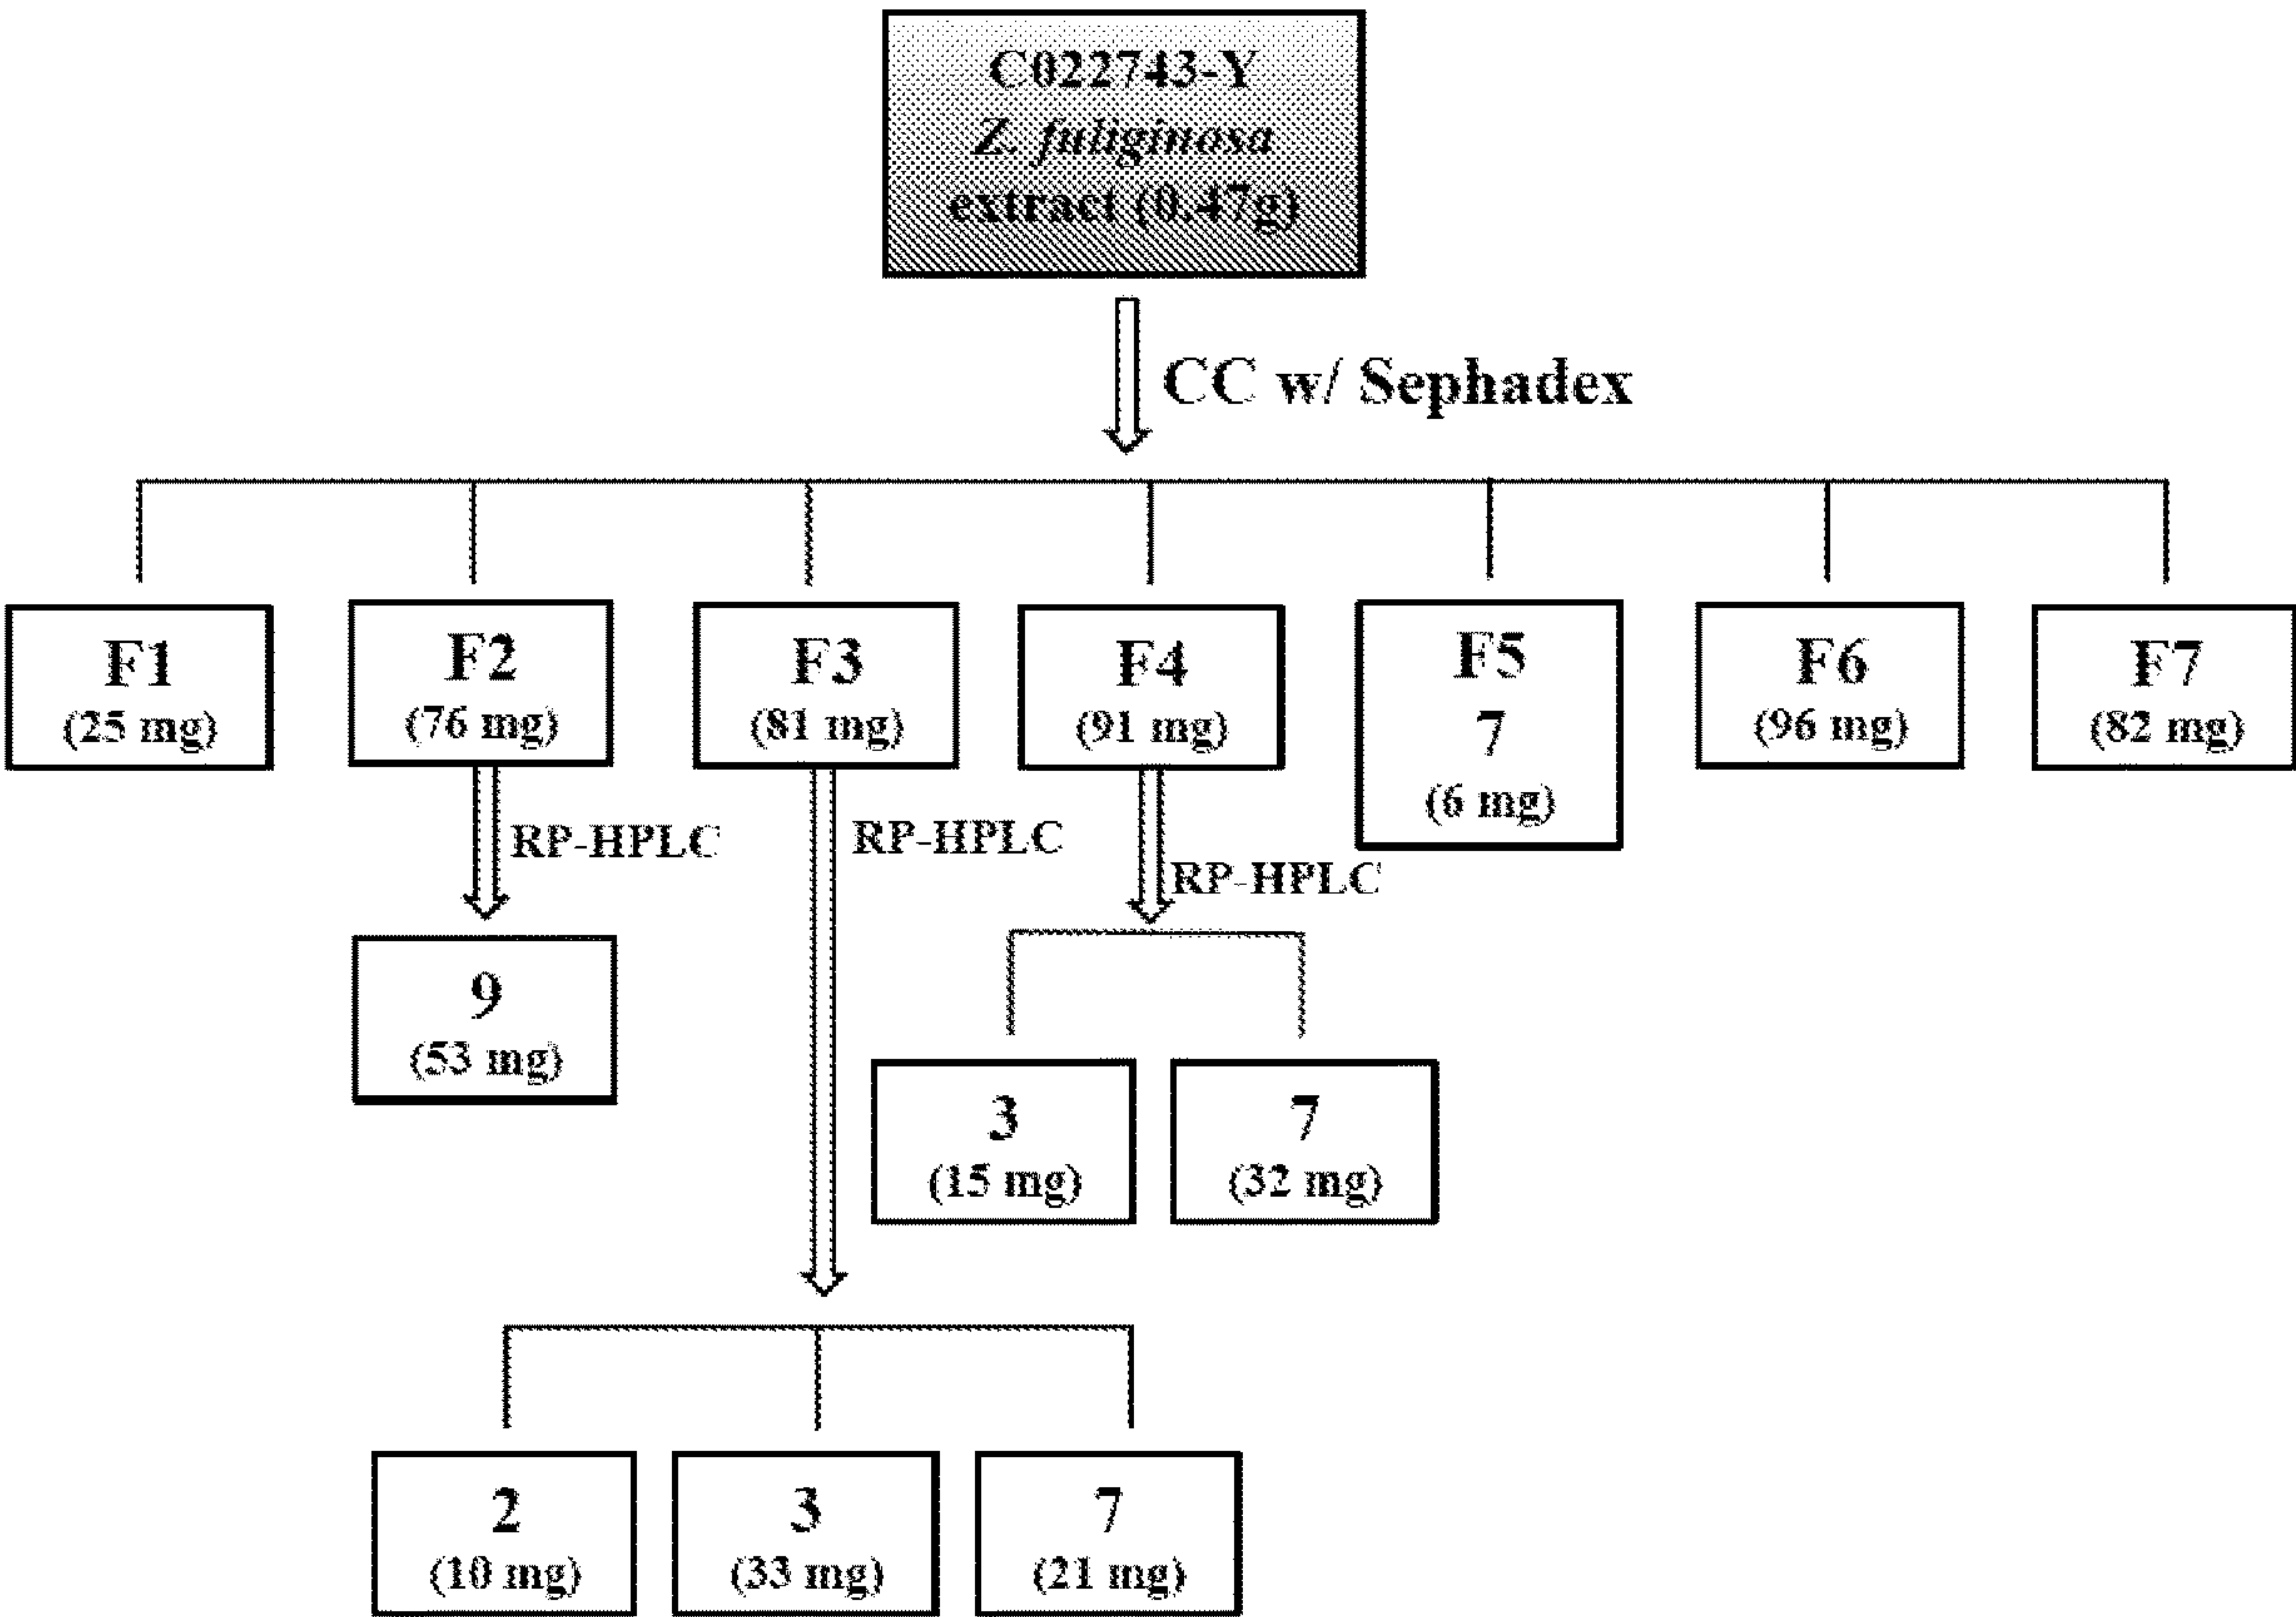 C022743-Y
Z. fuliginosa
extract (0.47g)
CC w/ Sephadex
F1
(25 mg)
F2
(76 mg)
F3
(81 mg)
F4
(91 mg)
F5
7
(6 mg)
F6
(96 mg)
F7
(82 mg)
RP-HPLC
RP-HPLC
RP-HPLC
9
(53 mg)
3
(15 mg)
7
(32 mg)
2
(10 mg)
3
(33 mg)
7
(21 mg)